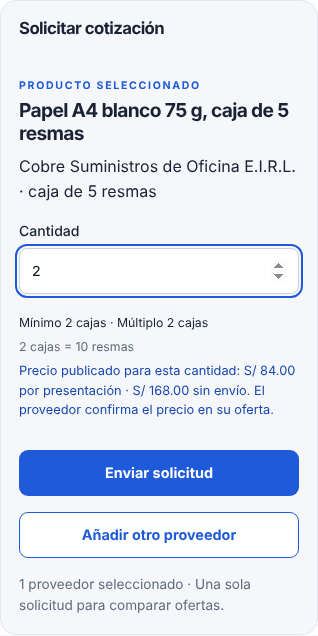 Solicitar cotización
PRODUCTO SELECCIONADO
Papel A4 blanco 75 g, caja de 5
resmas
Cobre Suministros de Oficina E.I.R.L.
· caja de 5 resmas
Cantidad
2
Mínimo 2 cajas · Múltiplo 2 cajas
2 cajas = 10 resmas
Precio publicado para esta cantidad: S/ 84.00
por presentación · S/ 168.00 sin envío. El
proveedor confirma el precio en su oferta.
Enviar solicitud
Añadir otro proveedor
1 proveedor seleccionado · Una sola
solicitud para comparar ofertas.